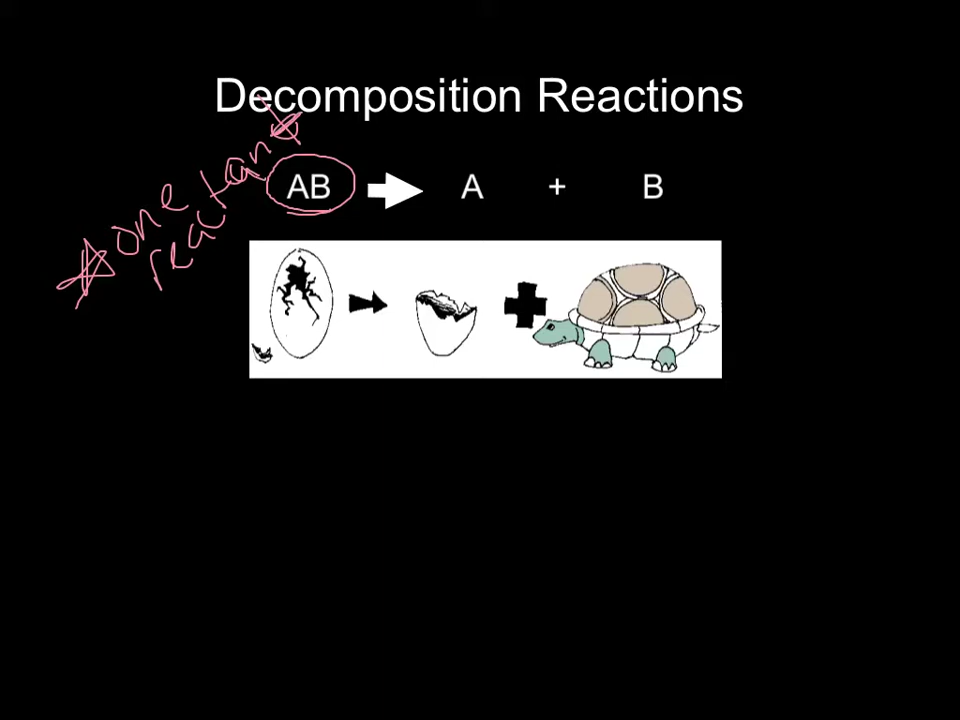 Decomposition Reactions
AB → A + B
one
reactant